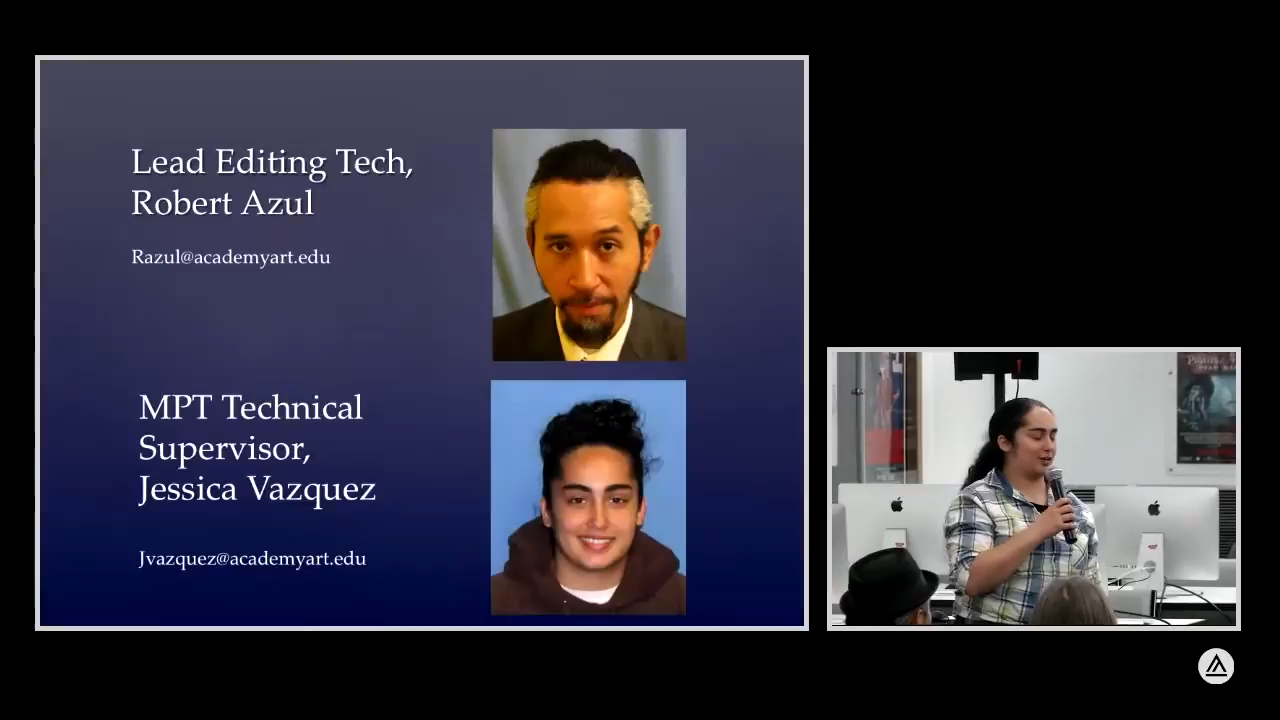 Lead Editing Tech,
Robert Azul
Razul@academyart.edu
MPT Technical
Supervisor,
Jessica Vazquez
Jvazquez@academyart.edu